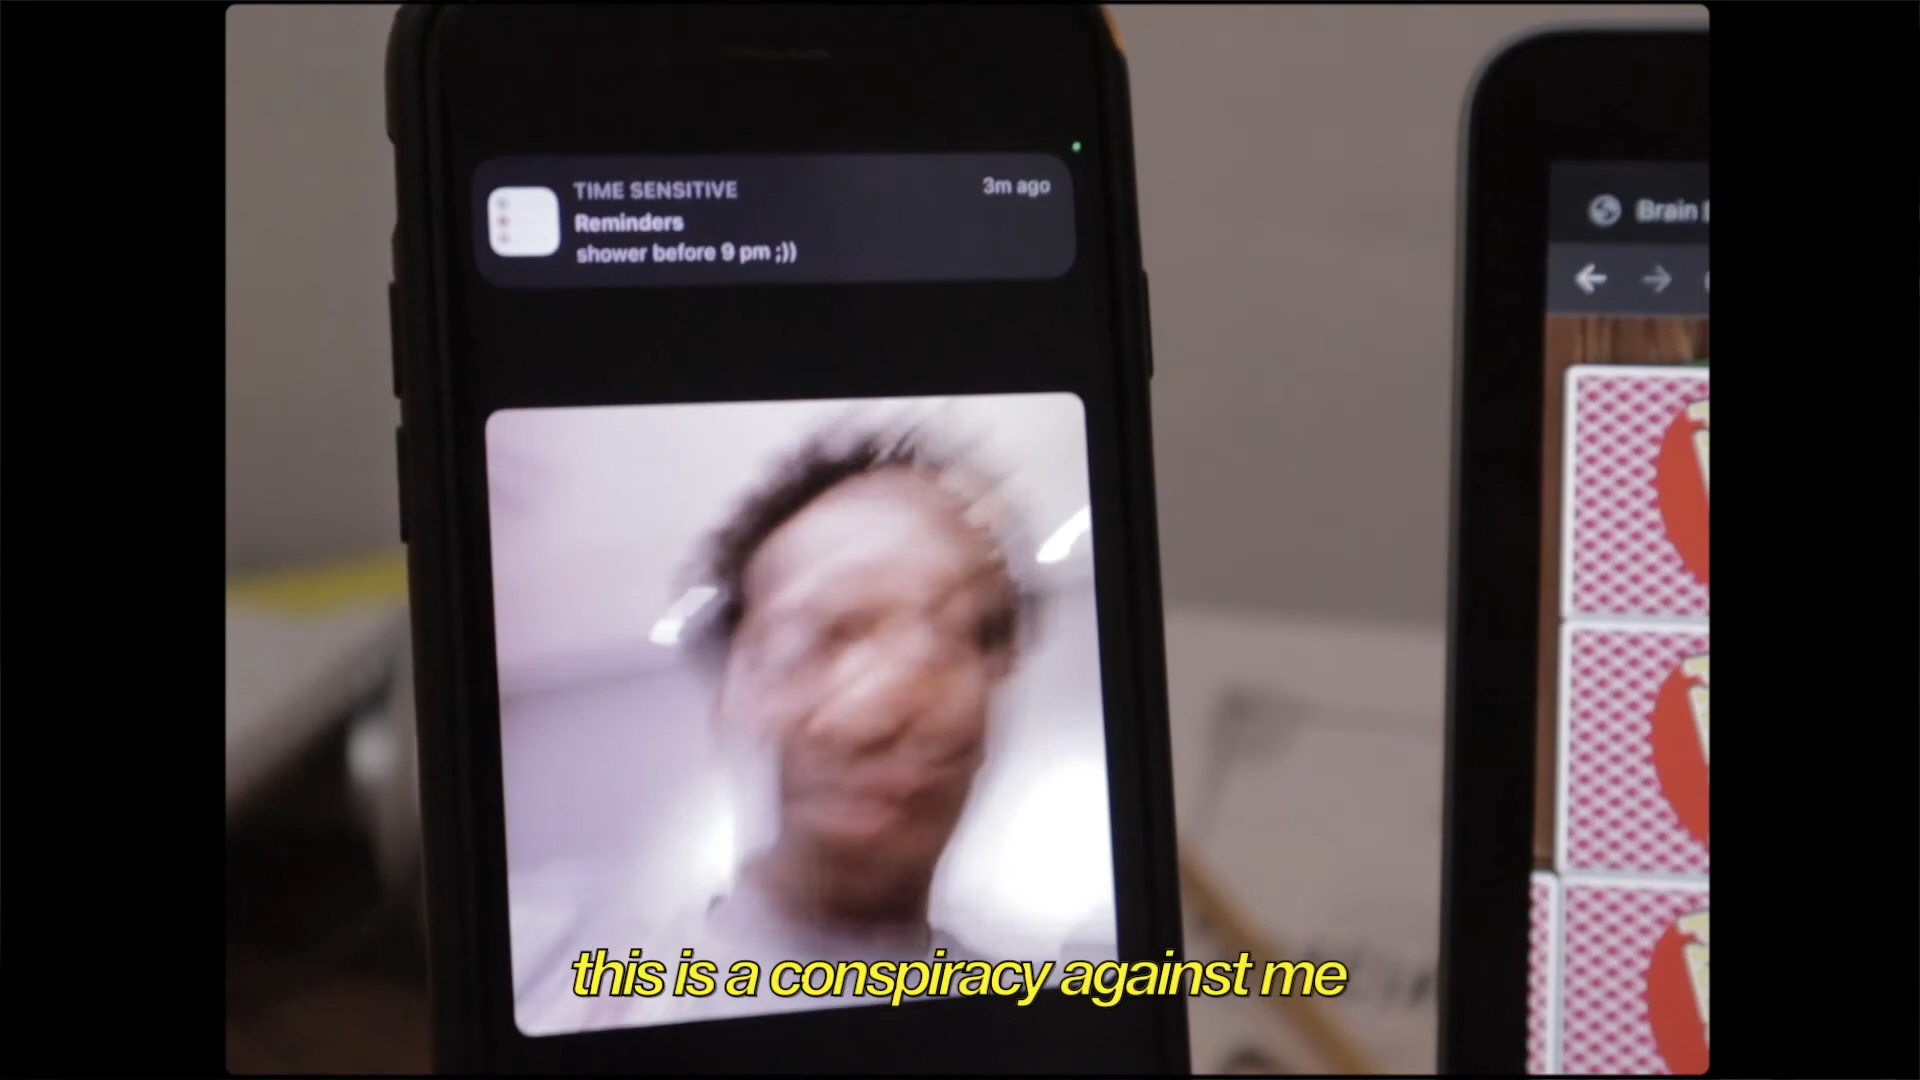 TIME SENSITIVE
3m ago
Reminders
shower before 9 pm ;))
Brain
this is a conspiracy against me